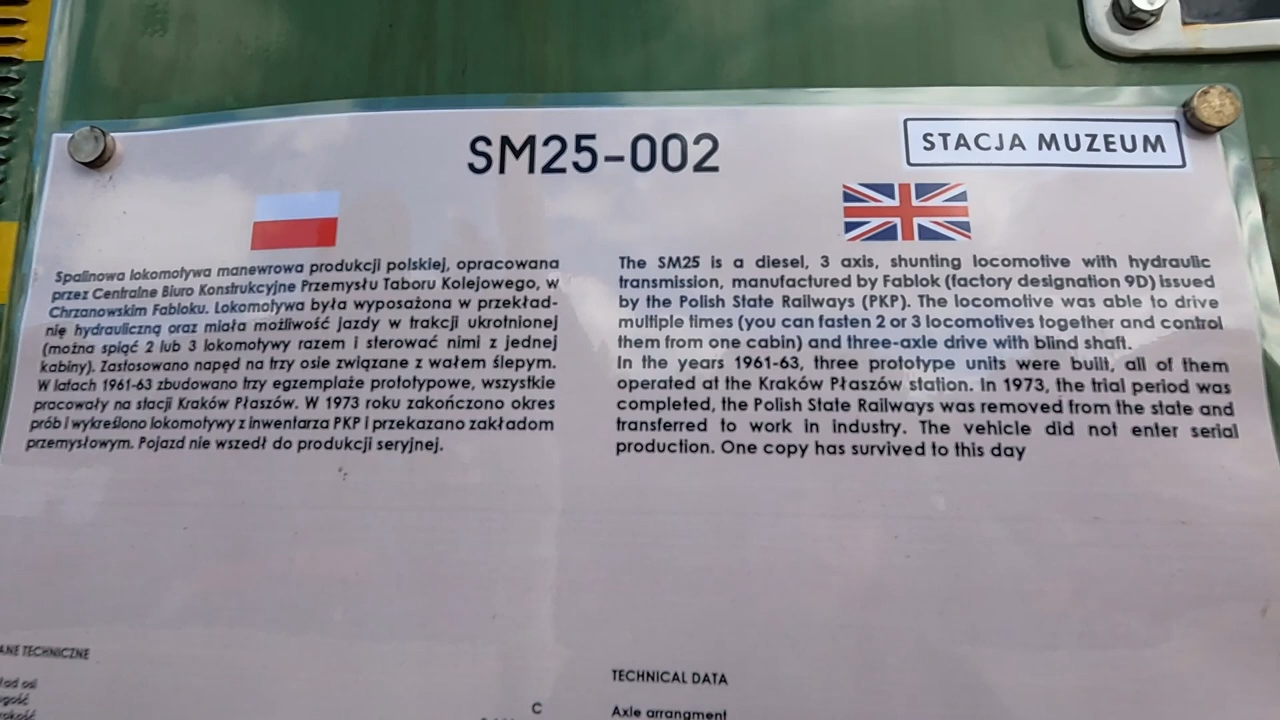 SM25-002
STACJA MUZEUM
Spalinowa lokomotywa manewrowa produkcji polskiej, opracowana
przez Centralne Biuro Konstrukcyjne Przemysłu Taboru Kolejowego, w
Chrzanowskim Fabloku. Lokomotywa była wyposażona w przekład-
nię hydrauliczną oraz miała możliwość jazdy w trakcji ukrotnionej
(można spiąć 2 lub 3 lokomotywy razem i sterować nimi z jednej
kabiny). Zastosowano napęd na trzy osie związane z wałem ślepym.
W latach 1961-63 zbudowano trzy egzemplaże prototypowe, wszystkie
pracowały na stacji Kraków Płaszów. W 1973 roku zakończono okres
prób i wykreślono lokomotywy z inwentarza PKP i przekazano zakładom
przemysłowym. Pojazd nie wszedł do produkcji seryjnej.
The SM25 is a diesel, 3 axis, shunting locomotive with hydraulic
transmission, manufactured by Fablok (factory designation 9D) issued
by the Polish State Railways (PKP). The locomotive was able to drive
multiple times (you can fasten 2 or 3 locomotives together and control
them from one cabin) and three-axle drive with blind shaft.
In the years 1961-63, three prototype units were built, all of them
operated at the Kraków Płaszów station. In 1973, the trial period was
completed, the Polish State Railways was removed from the state and
transferred to work in industry. The vehicle did not enter serial
production. One copy has survived to this day
ANE TECHNICZNE
ład osi
ugość
C
TECHNICAL DATA
Axle arrangment